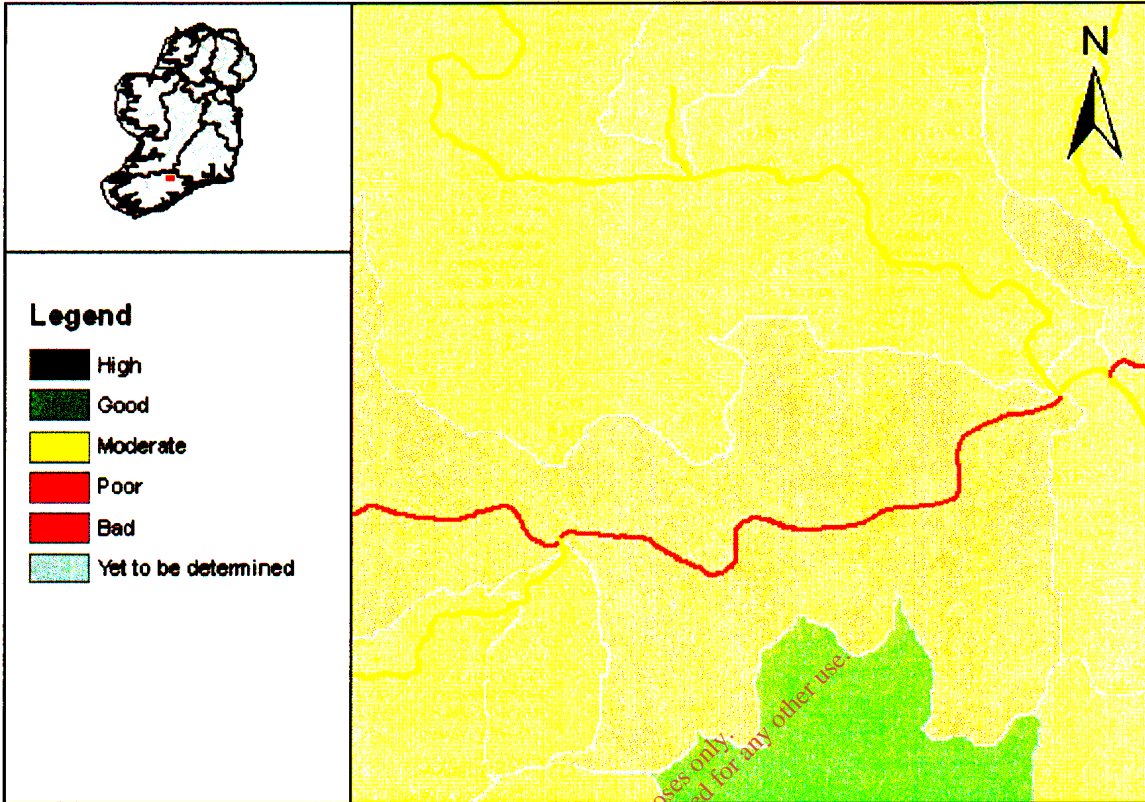 N
Legend
High
Good
Moderate
Poor
Bad
Yet to be determined
oses only.
ed for any other use.